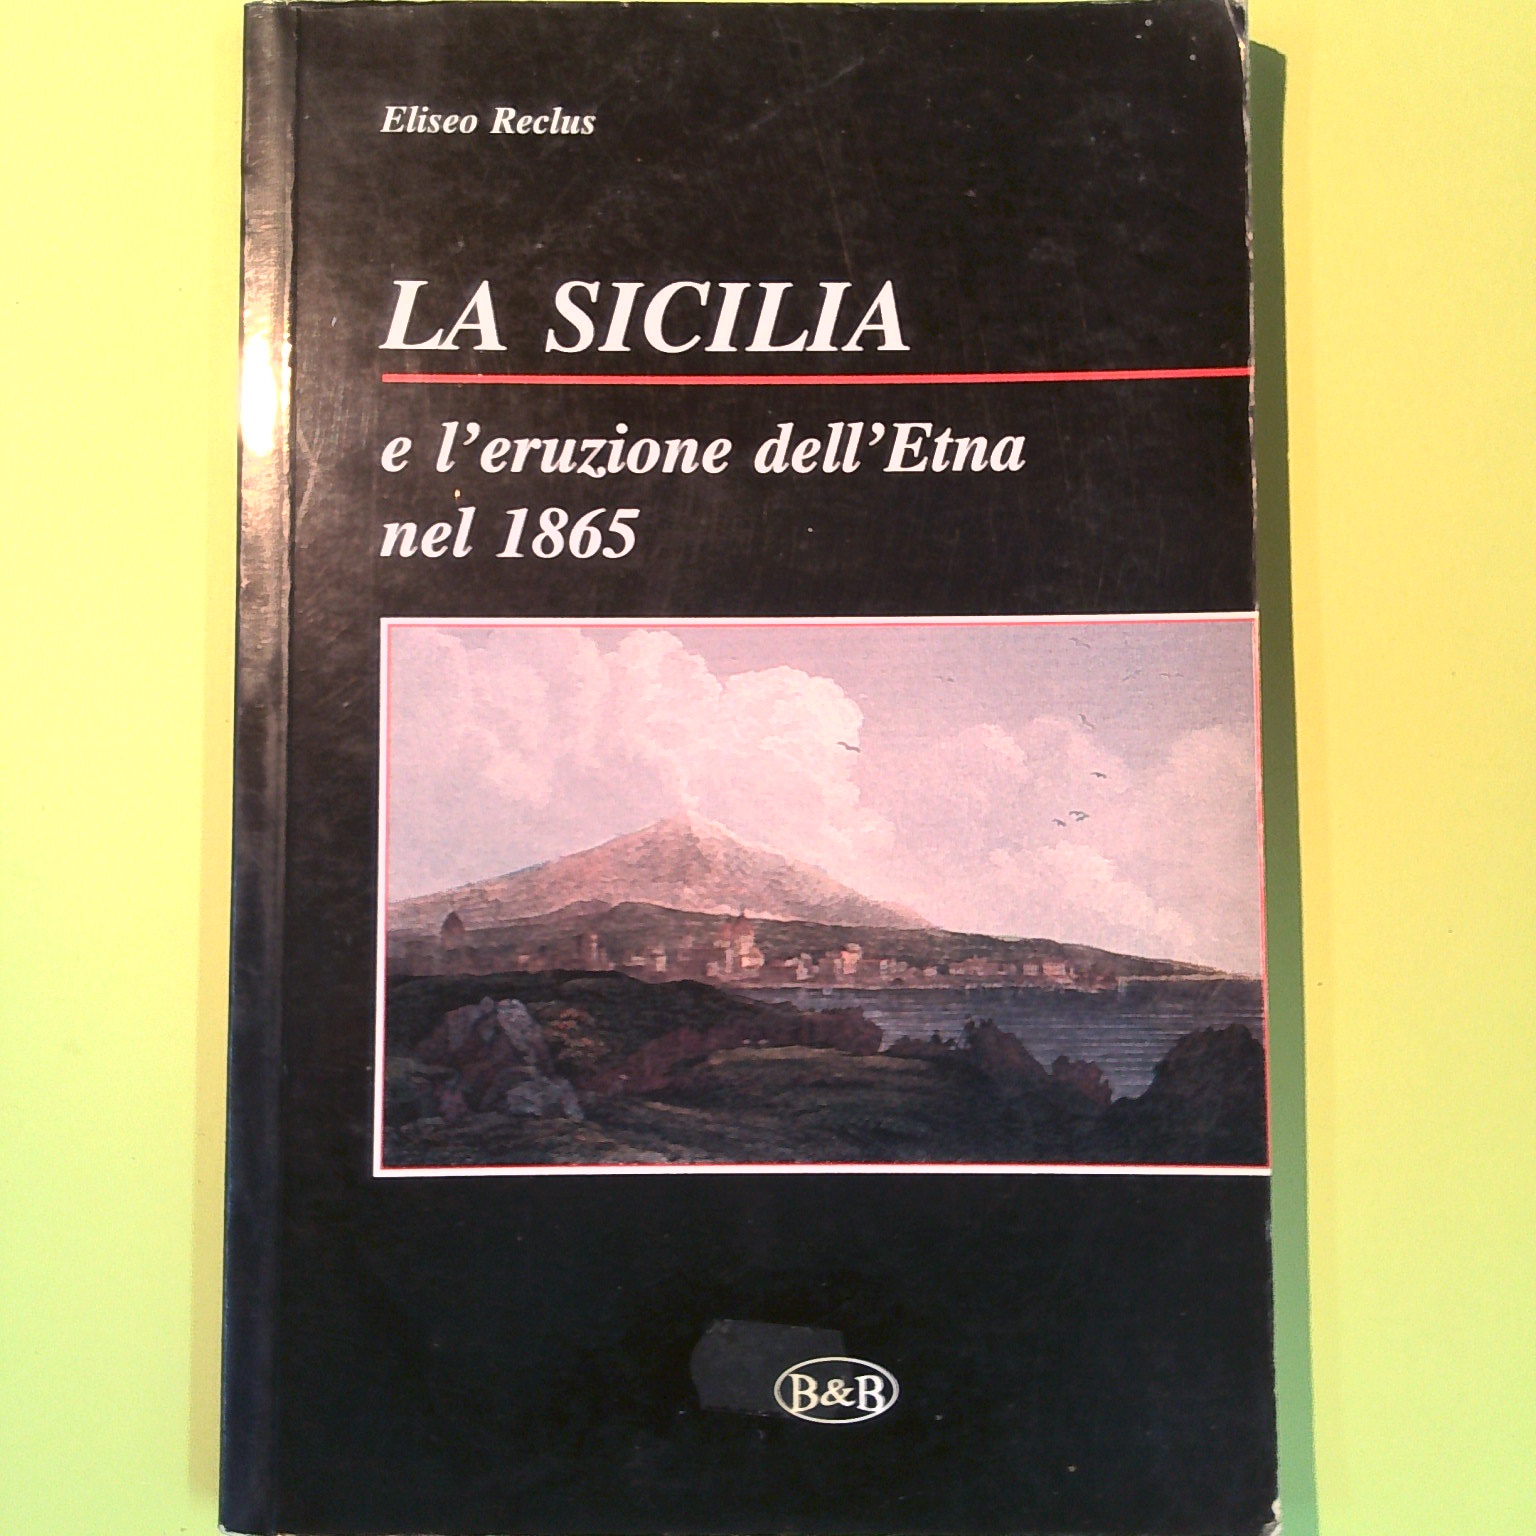 Eliseo Reclus
LA SICILIA
e l'eruzione dell'Etna
nel 1865
B&B